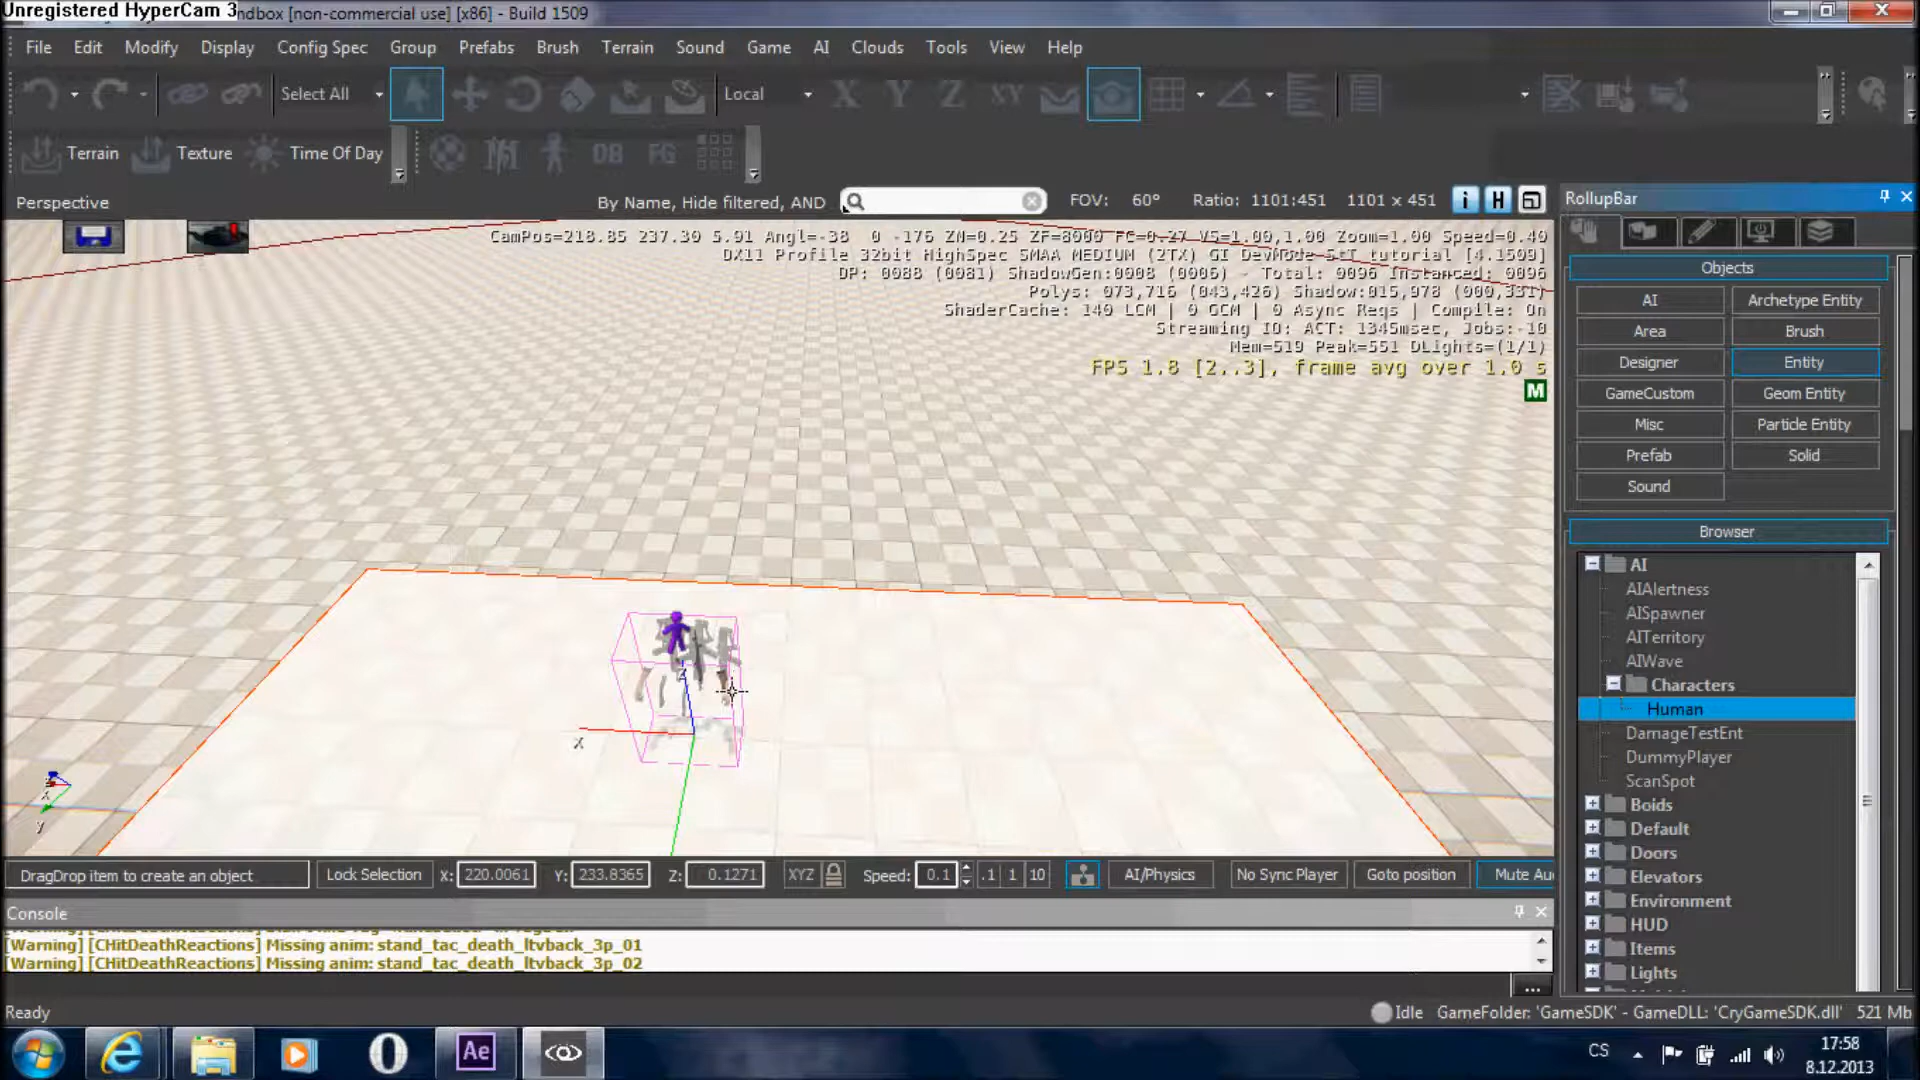 Unregistered HyperCam 3
ndbox [non-commercial use] [x86] - Build 1509
File Edit Modify Display Config Spec Group Prefabs Brush Terrain Sound Game AI Clouds Tools View Help
Select All Local X Y Z XY
Terrain Texture Time Of Day DB FG
Perspective By Name, Hide filtered, AND FOV: 60° Ratio: 1101:451 1101 x 451 i H
CamPos=218.85 237.30 5.91 Angl=-38 0 -176 ZN=0.25 ZF=8000 FC=0.27 VS=1.00,1.00 Zoom=1.00 Speed=0.40
DX11 Profile 32bit HighSpec SMAA MEDIUM (2TX) GI DevMode StT tutorial [4.1509]
DP: 0088 (0081) ShadowGen:0008 (0006) - Total: 0096 Instanced: 0096
Polys: 073,716 (043,426) Shadow:015,978 (000,331)
ShaderCache: 140 LCM | 0 GCM | 0 Async Reqs | Compile: On
Streaming IO: ACT: 1345msec, Jobs:-10
Mem=519 Peak=551 DLights=(1/1)
FPS 1.8 [2..3], frame avg over 1.0 s
M
X
z
x
y
DragDrop item to create an object Lock Selection X: 220.0061 Y: 233.8365 Z: 0.1271 XYZ Speed: 0.1 .1 1 10 AI/Physics No Sync Player Goto position Mute Au
Console
[Warning] [CHitDeathReactions] Missing anim: stand_tac_death_ltvback_3p_01
[Warning] [CHitDeathReactions] Missing anim: stand_tac_death_ltvback_3p_02
...
RollupBar
Objects
AI Archetype Entity
Area Brush
Designer Entity
GameCustom Geom Entity
Misc Particle Entity
Prefab Solid
Sound
Browser
AI
AIAlertness
AISpawner
AITerritory
AIWave
Characters
Human
DamageTestEnt
DummyPlayer
ScanSpot
Boids
Default
Doors
Elevators
Environment
HUD
Items
Lights
Ready Idle GameFolder: 'GameSDK' - GameDLL: 'CryGameSDK.dll' 521 Mb
Ae CS 17:58
8.12.2013